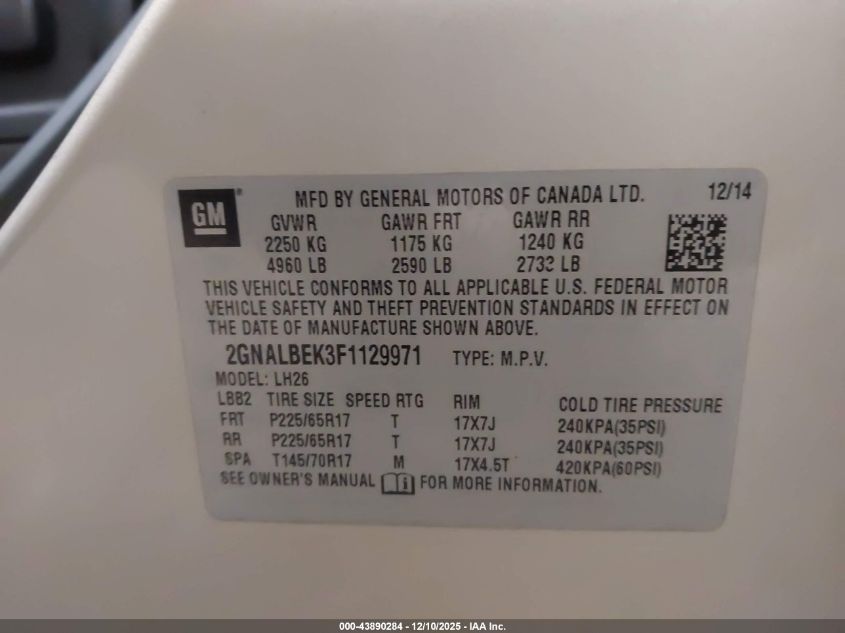 GM ® MFD BY GENERAL MOTORS OF CANADA LTD. 12/14
GVWR GAWR FRT GAWR RR
2250 KG 1175 KG 1240 KG
4960 LB 2590 LB 2733 LB
THIS VEHICLE CONFORMS TO ALL APPLICABLE U.S. FEDERAL MOTOR
VEHICLE SAFETY AND THEFT PREVENTION STANDARDS IN EFFECT ON
THE DATE OF MANUFACTURE SHOWN ABOVE.
2GNALBEK3F1129971 TYPE: M.P.V.
MODEL: LH26
LBB2 TIRE SIZE SPEED RTG RIM COLD TIRE PRESSURE
FRT P225/65R17 T 17X7J 240KPA(35PSI)
RR P225/65R17 T 17X7J 240KPA(35PSI)
SPA T145/70R17 M 17X4.5T 420KPA(60PSI)
SEE OWNER'S MANUAL i FOR MORE INFORMATION.
000-43890284 - 12/10/2025 - IAA Inc.